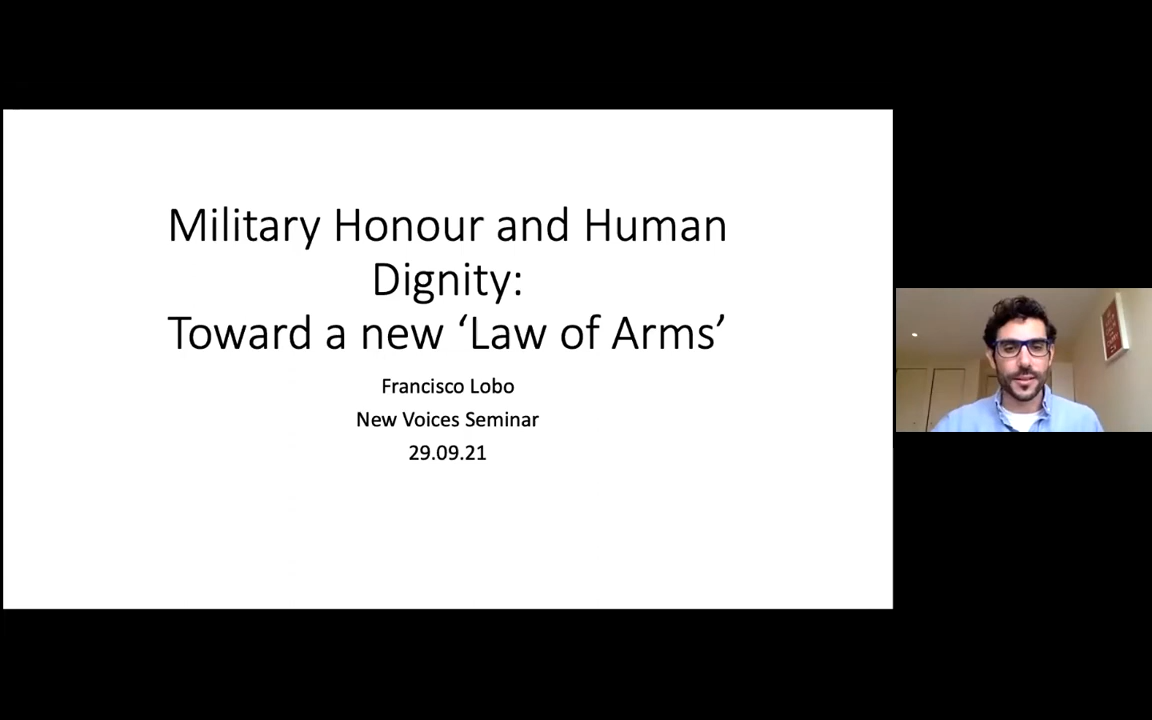 Military Honour and Human
Dignity:
Toward a new ‘Law of Arms’
Francisco Lobo
New Voices Seminar
29.09.21